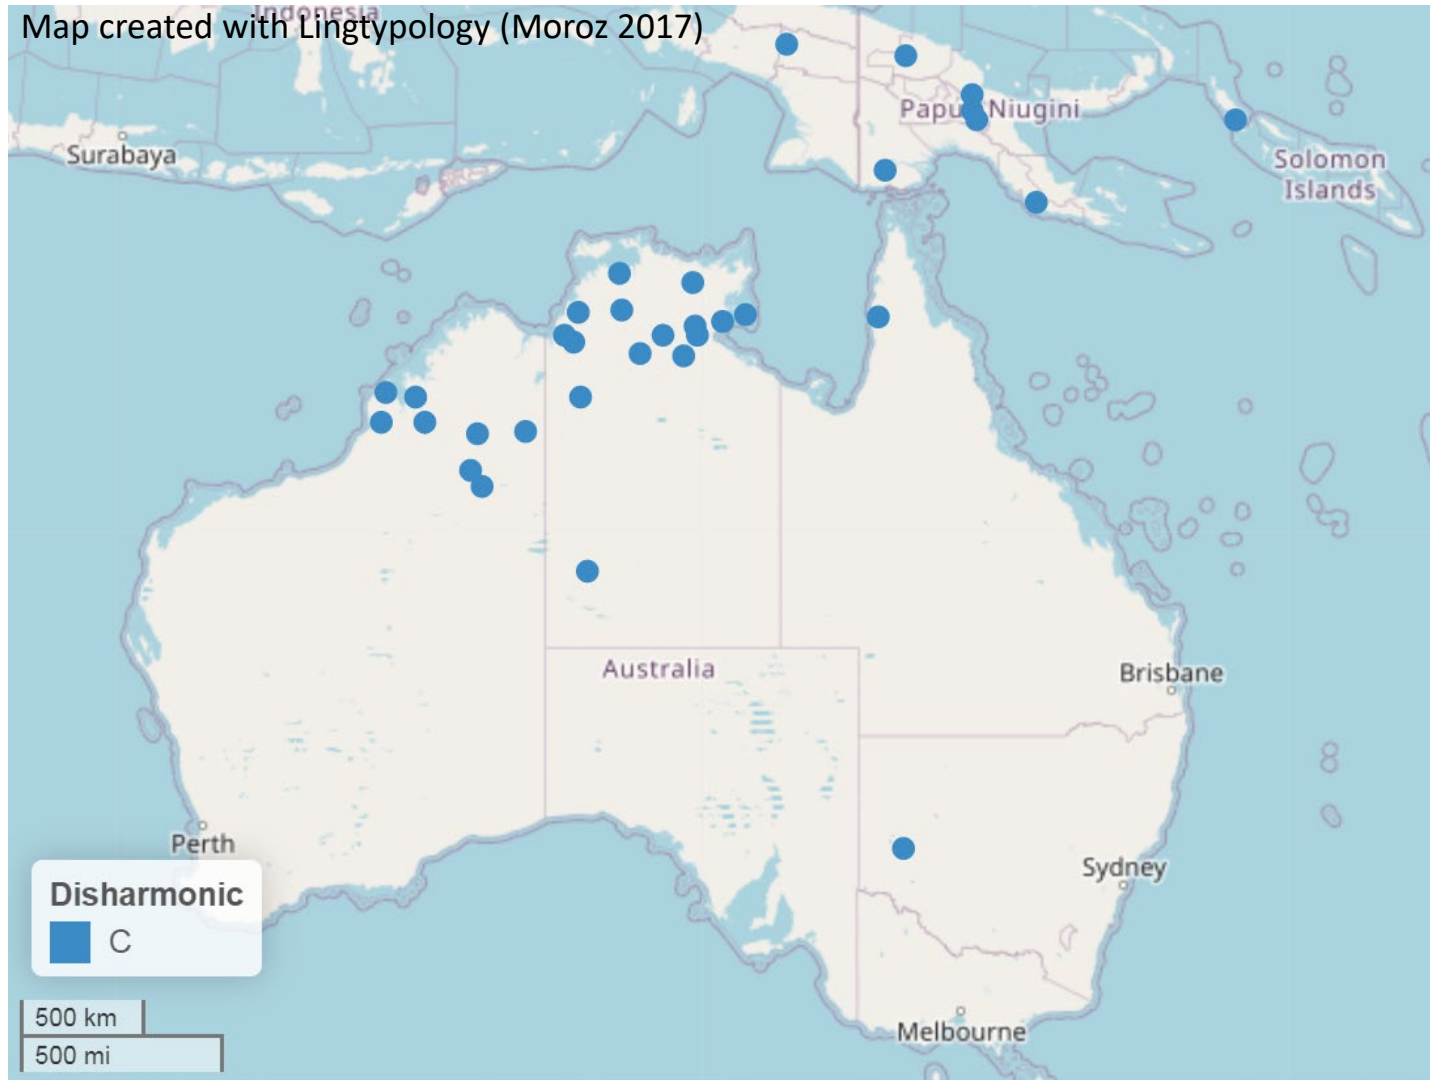 Indonesia
Map created with Lingtypology (Moroz 2017)
Papua Niugini
Surabaya
Solomon
Islands
Australia
Brisbane
Perth
Sydney
Disharmonic
C
500 km
500 mi
Melbourne